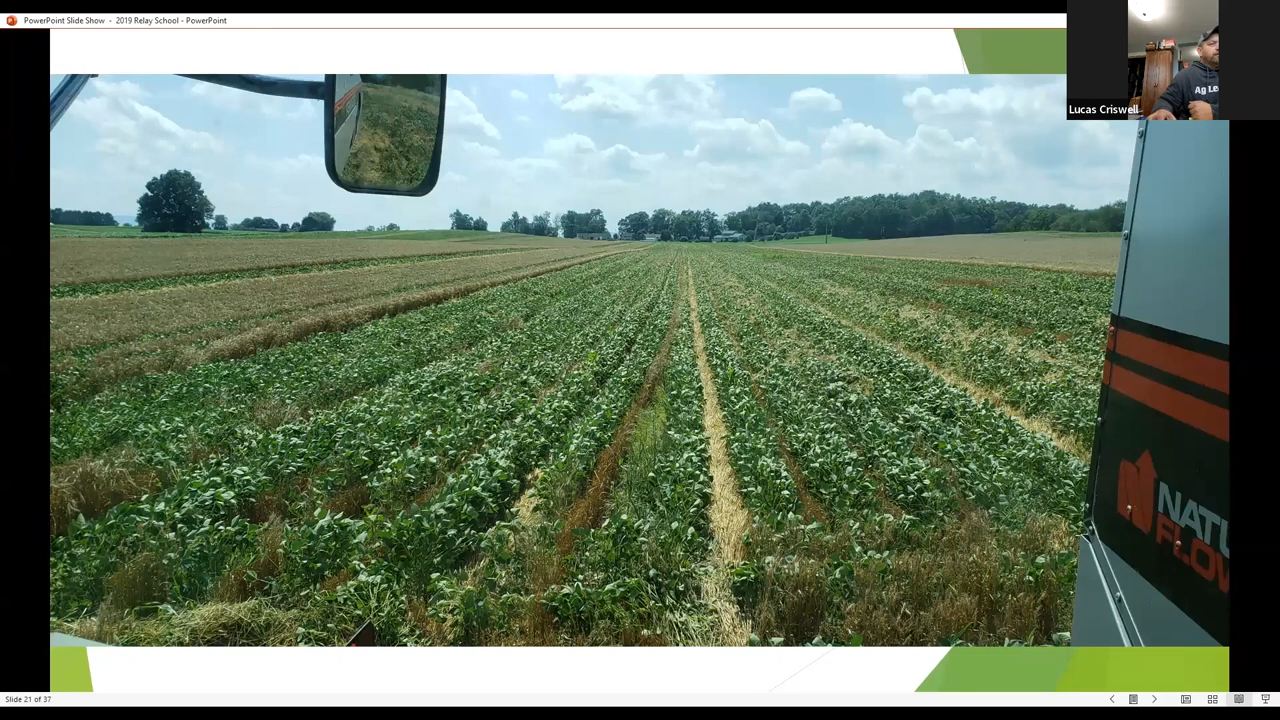 PowerPoint Slide Show - 2019 Relay School - PowerPoint
Lucas Criswell
Ag Le
NATU
FLOW
Slide 21 of 37